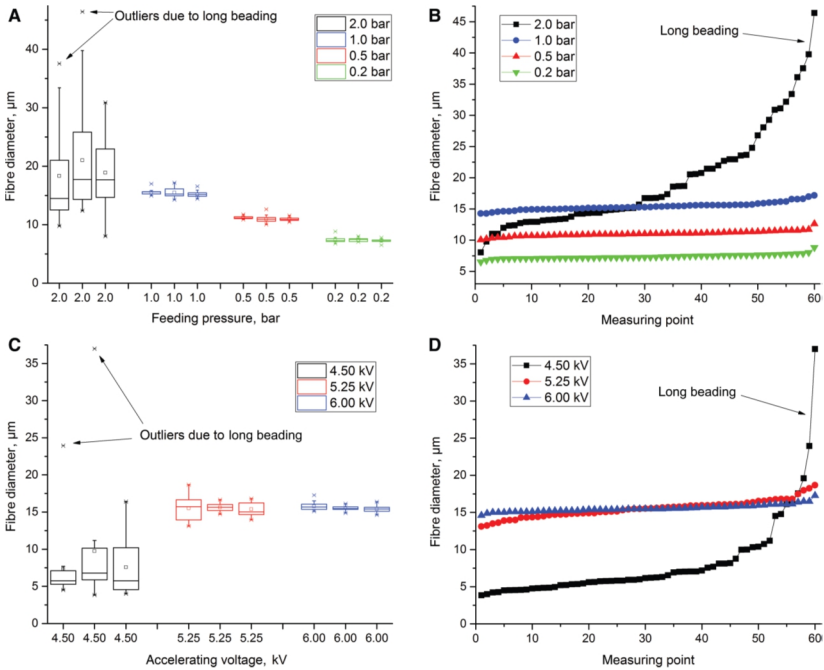 A
Outliers due to long beading
2.0 bar
1.0 bar
0.5 bar
0.2 bar
Fibre diameter, µm
40
30
20
10
0
2.0 2.0 2.0 1.0 1.0 1.0 0.5 0.5 0.5 0.2 0.2 0.2
Feeding pressure, bar
B
2.0 bar
1.0 bar
0.5 bar
0.2 bar
Long beading
Fibre diameter, µm
45
40
35
30
25
20
15
10
5
0 10 20 30 40 50 60
Measuring point
C
4.50 kV
5.25 kV
6.00 kV
Outliers due to long beading
Fibre diameter, µm
35
30
25
20
15
10
5
0
4.50 4.50 4.50 5.25 5.25 5.25 6.00 6.00 6.00
Accelerating voltage, kV
D
4.50 kV
5.25 kV
6.00 kV
Long beading
Fibre diameter, µm
35
30
25
20
15
10
5
0
0 10 20 30 40 50 60
Measuring point